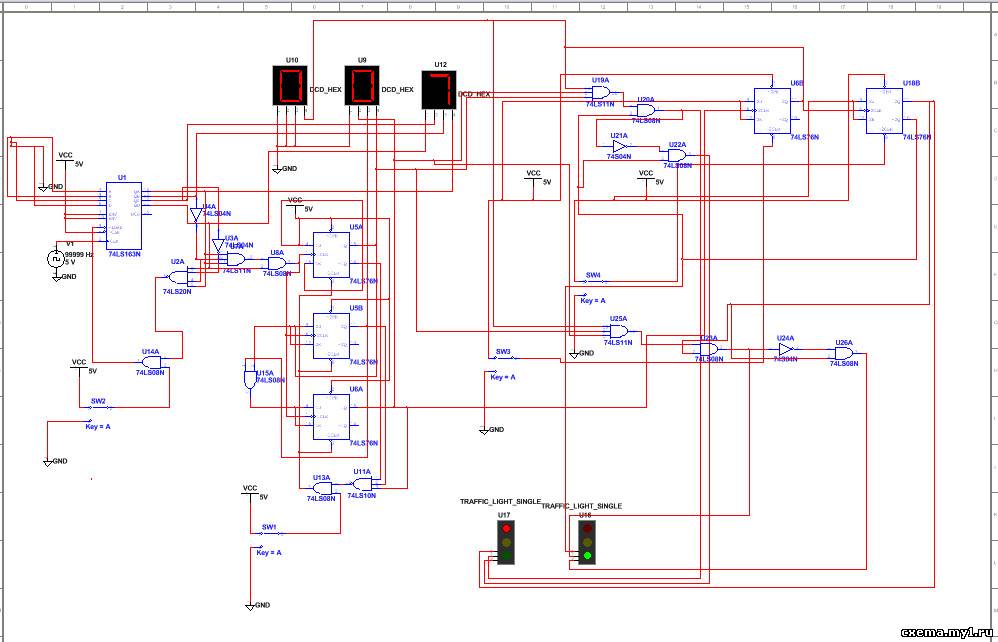 0 1 2 3 4 5 6 7 8 9 10 11 12 13 14 15 16 17 18 19
U10
U9
U12
DCD_HEX
DCD_HEX
DCD_HEX
U19A
74LS11N
U20A
74LS08N
U21A
74S04N
U22A
74LS08N
U6B
74LS76N
U18B
74LS76N
VCC
5V
GND
U1
74LS163N
V1
99999 Hz
5 V
GND
GND
VCC
5V
U4A
74LS04N
U3A
74LS04N
74LS11N
U8A
74LS08N
U2A
74LS20N
U5A
74LS76N
VCC
5V
VCC
5V
SW4
Key = A
GND
U5B
74LS76N
U25A
74LS11N
74LS08N
U24A
74S04N
U26A
74LS08N
SW3
Key = A
GND
U14A
74LS08N
VCC
5V
SW2
Key = A
GND
U15A
74LS08N
U6A
74LS76N
U13A
74LS08N
U11A
74LS10N
VCC
5V
SW1
Key = A
GND
TRAFFIC_LIGHT_SINGLE
U17
TRAFFIC_LIGHT_SINGLE
U16
cxema.my1.ru